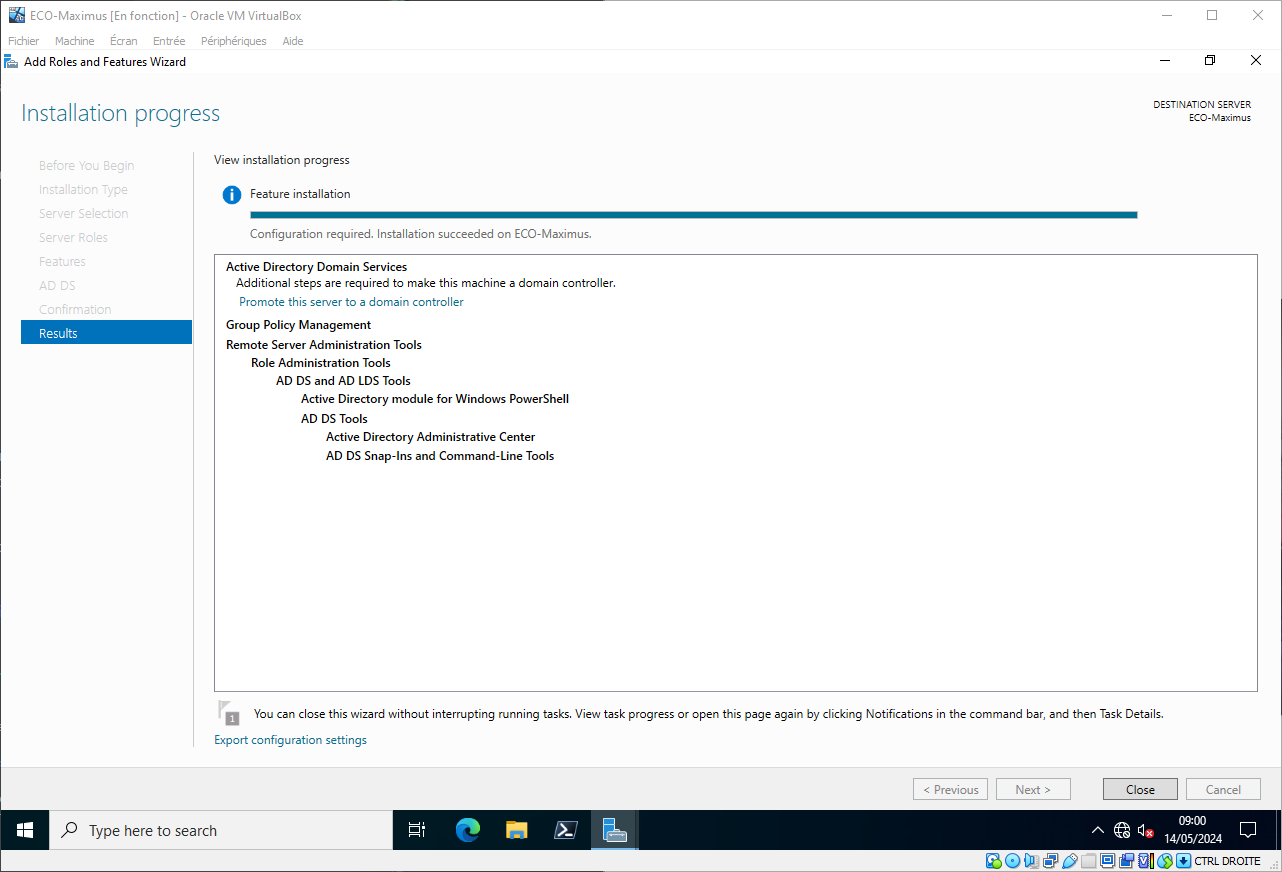 ECO-Maximus [En fonction] - Oracle VM VirtualBox
Fichier Machine Écran Entrée Périphériques Aide
Add Roles and Features Wizard
Installation progress
DESTINATION SERVER
ECO-Maximus
Before You Begin
Installation Type
Server Selection
Server Roles
Features
AD DS
Confirmation
Results
View installation progress
Feature installation
Configuration required. Installation succeeded on ECO-Maximus.
Active Directory Domain Services
Additional steps are required to make this machine a domain controller.
Promote this server to a domain controller
Group Policy Management
Remote Server Administration Tools
Role Administration Tools
AD DS and AD LDS Tools
Active Directory module for Windows PowerShell
AD DS Tools
Active Directory Administrative Center
AD DS Snap-Ins and Command-Line Tools
1
You can close this wizard without interrupting running tasks. View task progress or open this page again by clicking Notifications in the command bar, and then Task Details.
Export configuration settings
< Previous Next > Close Cancel
Type here to search
09:00
14/05/2024
CTRL DROITE